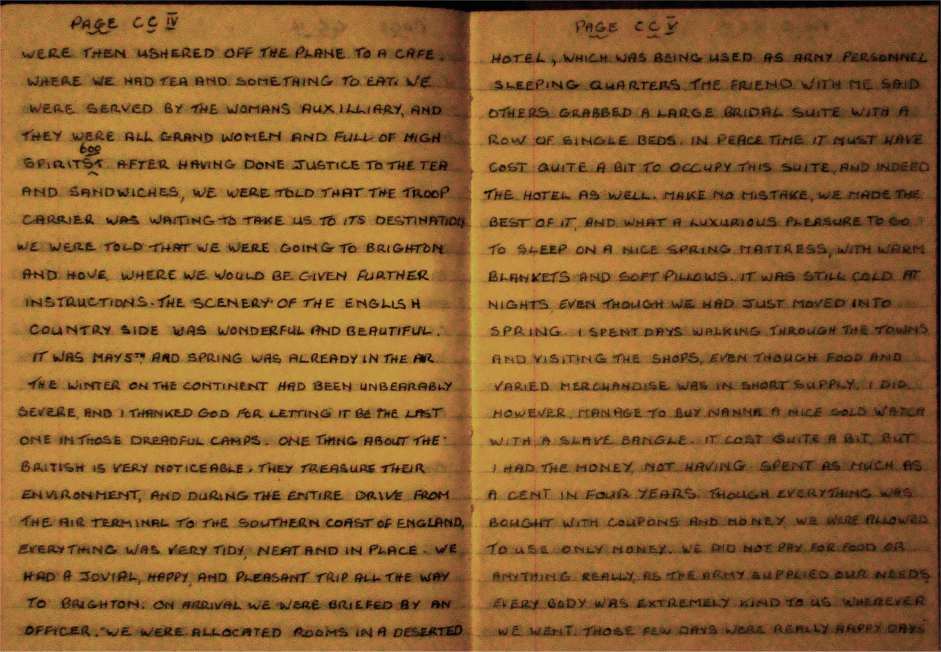 PAGE CC IV
WERE THEN USHERED OFF THE PLANE TO A CAFE.
WHERE WE HAD TEA AND SOMETHING TO EAT. WE
WERE SERVED BY THE WOMANS AUXILLIARY, AND
THEY WERE ALL GRAND WOMEN AND FULL OF HIGH
SPIRITS. AFTER HAVING DONE JUSTICE TO THE TEA
AND SANDWICHES, WE WERE TOLD THAT THE TROOP
CARRIER WAS WAITING TO TAKE US TO ITS DESTINATION
WE WERE TOLD THAT WE WERE GOING TO BRIGHTON
AND HOVE WHERE WE WOULD BE GIVEN FURTHER
INSTRUCTIONS. THE SCENERY OF THE ENGLISH
COUNTRY SIDE WAS WONDERFUL AND BEAUTIFUL.
IT WAS MAY 5TH AND SPRING WAS ALREADY IN THE AIR
THE WINTER ON THE CONTINENT HAD BEEN UNBEARABLY
SEVERE, AND I THANKED GOD FOR LETTING IT BE THE LAST
ONE IN THOSE DREADFUL CAMPS. ONE THING ABOUT THE
BRITISH IS VERY NOTICEABLE. THEY TREASURE THEIR
ENVIRONMENT, AND DURING THE ENTIRE DRIVE FROM
THE AIR TERMINAL TO THE SOUTHERN COAST OF ENGLAND,
EVERYTHING WAS VERY TIDY, NEAT AND IN PLACE. WE
HAD A JOVIAL, HAPPY, AND PLEASANT TRIP ALL THE WAY
TO BRIGHTON. ON ARRIVAL WE WERE BRIEFED BY AN
OFFICER. WE WERE ALLOCATED ROOMS IN A DESERTED
PAGE CC V
HOTEL, WHICH WAS BEING USED AS ARMY PERSONNEL
SLEEPING QUARTERS. THE FRIEND WITH ME SAID
OTHERS GRABBED A LARGE BRIDAL SUITE WITH A
ROW OF SINGLE BEDS. IN PEACE TIME IT MUST HAVE
COST QUITE A BIT TO OCCUPY THIS SUITE, AND INDEED
THE HOTEL AS WELL. MAKE NO MISTAKE, WE MADE THE
BEST OF IT, AND WHAT A LUXURIOUS PLEASURE TO GO
TO SLEEP ON A NICE SPRING MATTRESS, WITH WARM
BLANKETS AND SOFT PILLOWS. IT WAS STILL COLD AT
NIGHTS, EVEN THOUGH WE HAD JUST MOVED INTO
SPRING. I SPENT DAYS WALKING THROUGH THE TOWNS
AND VISITING THE SHOPS, EVEN THOUGH FOOD AND
VARIED MERCHANDISE WAS IN SHORT SUPPLY. I DID
HOWEVER, MANAGE TO BUY NANNA A NICE GOLD WATCH
WITH A SLAVE BANGLE. IT COST QUITE A BIT, BUT
I HAD THE MONEY, NOT HAVING SPENT AS MUCH AS
A CENT IN FOUR YEARS. THOUGH EVERYTHING WAS
BOUGHT WITH COUPONS AND MONEY, WE WERE ALLOWED
TO USE ONLY MONEY. WE DID NOT PAY FOR FOOD OR
ANYTHING REALLY, AS THE ARMY SUPPLIED OUR NEEDS
EVERY BODY WAS EXTREMELY KIND TO US WHEREVER
WE WENT. THOSE FEW DAYS WERE REALLY HAPPY DAYS